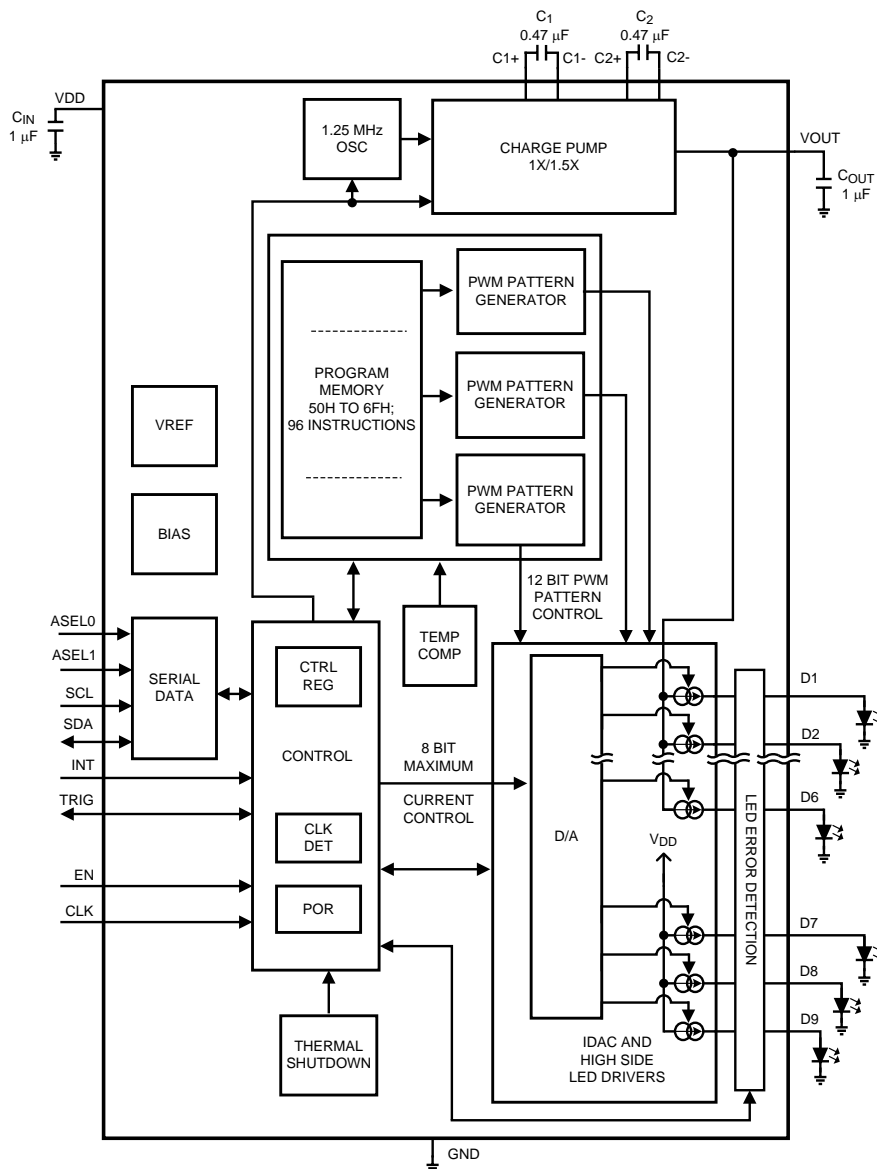 C1
0.47 μF
C2
0.47 μF
C1+
C1-
C2+
C2-
VDD
CIN
1 μF
1.25 MHz
OSC
CHARGE PUMP
1X/1.5X
VOUT
COUT
1 μF
PROGRAM
MEMORY
50H TO 6FH;
96 INSTRUCTIONS
PWM PATTERN
GENERATOR
PWM PATTERN
GENERATOR
PWM PATTERN
GENERATOR
VREF
BIAS
12 BIT PWM
PATTERN
CONTROL
TEMP
COMP
ASEL0
ASEL1
SCL
SDA
INT
TRIG
EN
CLK
SERIAL
DATA
CTRL
REG
CONTROL
CLK
DET
POR
8 BIT
MAXIMUM
CURRENT
CONTROL
D/A
VDD
IDAC AND
HIGH SIDE
LED DRIVERS
LED ERROR DETECTION
D1
D2
D6
D7
D8
D9
THERMAL
SHUTDOWN
GND